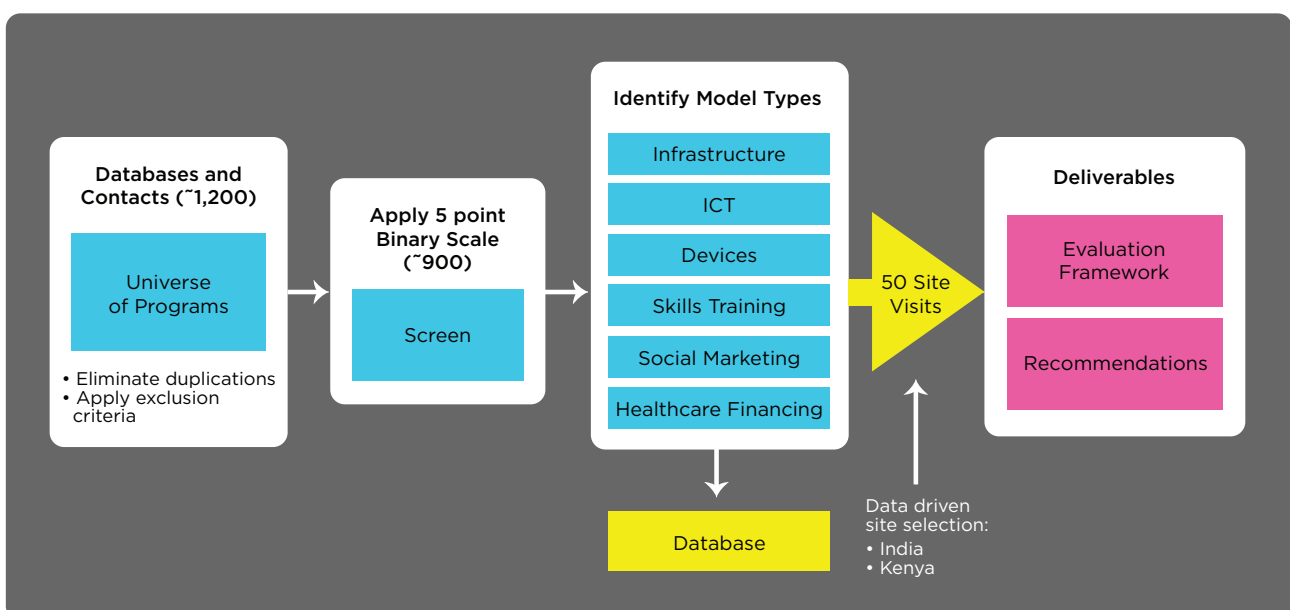 Databases and
Contacts (~1,200)
Universe
of Programs
• Eliminate duplications
• Apply exclusion
criteria
Apply 5 point
Binary Scale
(~900)
Screen
Identify Model Types
Infrastructure
ICT
Devices
Skills Training
Social Marketing
Healthcare Financing
Database
50 Site
Visits
Data driven
site selection:
• India
• Kenya
Deliverables
Evaluation
Framework
Recommendations